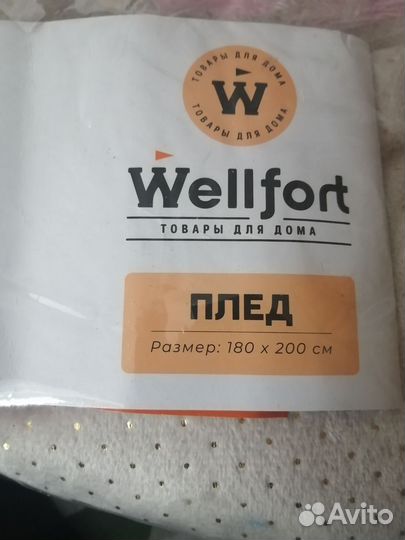 ТОВАРЫ ДЛЯ ДОМА
W
ТОВАРЫ ДЛЯ ДОМА
Wellfort
ТОВАРЫ ДЛЯ ДОМА
ПЛЕД
Размер: 180 х 200 см
Avito